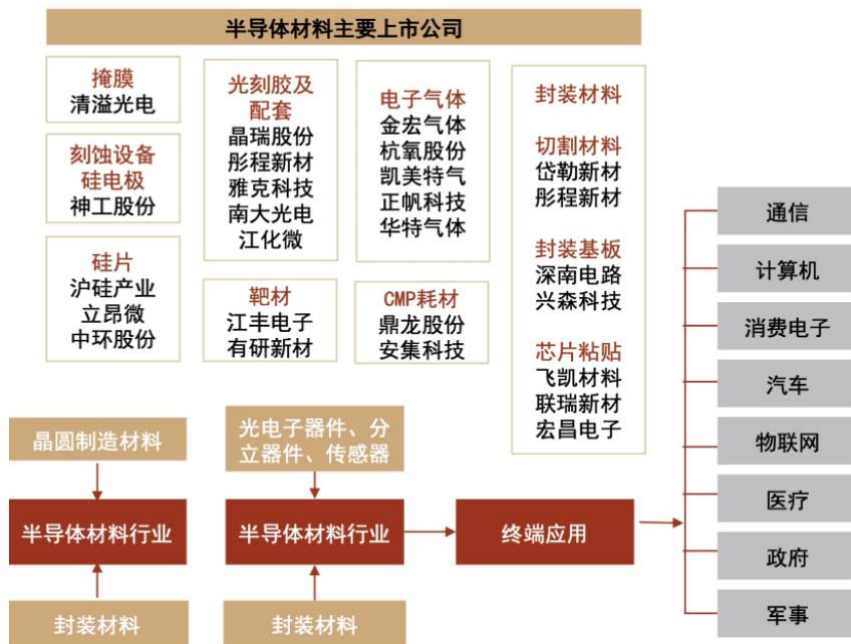 半导体材料主要上市公司
掩膜
清溢光电
刻蚀设备
硅电极
神工股份
硅片
沪硅产业
立昂微
中环股份
光刻胶及
配套
晶瑞股份
彤程新材
雅克科技
南大光电
江化微
靶材
江丰电子
有研新材
电子气体
金宏气体
杭氧股份
凯美特气
正帆科技
华特气体
CMP耗材
鼎龙股份
安集科技
封装材料
切割材料
岱勒新材
彤程新材
封装基板
深南电路
兴森科技
芯片粘贴
飞凯材料
联瑞新材
宏昌电子
晶圆制造材料
半导体材料行业
封装材料
光电子器件、分
立器件、传感器
半导体材料行业
封装材料
终端应用
通信
计算机
消费电子
汽车
物联网
医疗
政府
军事